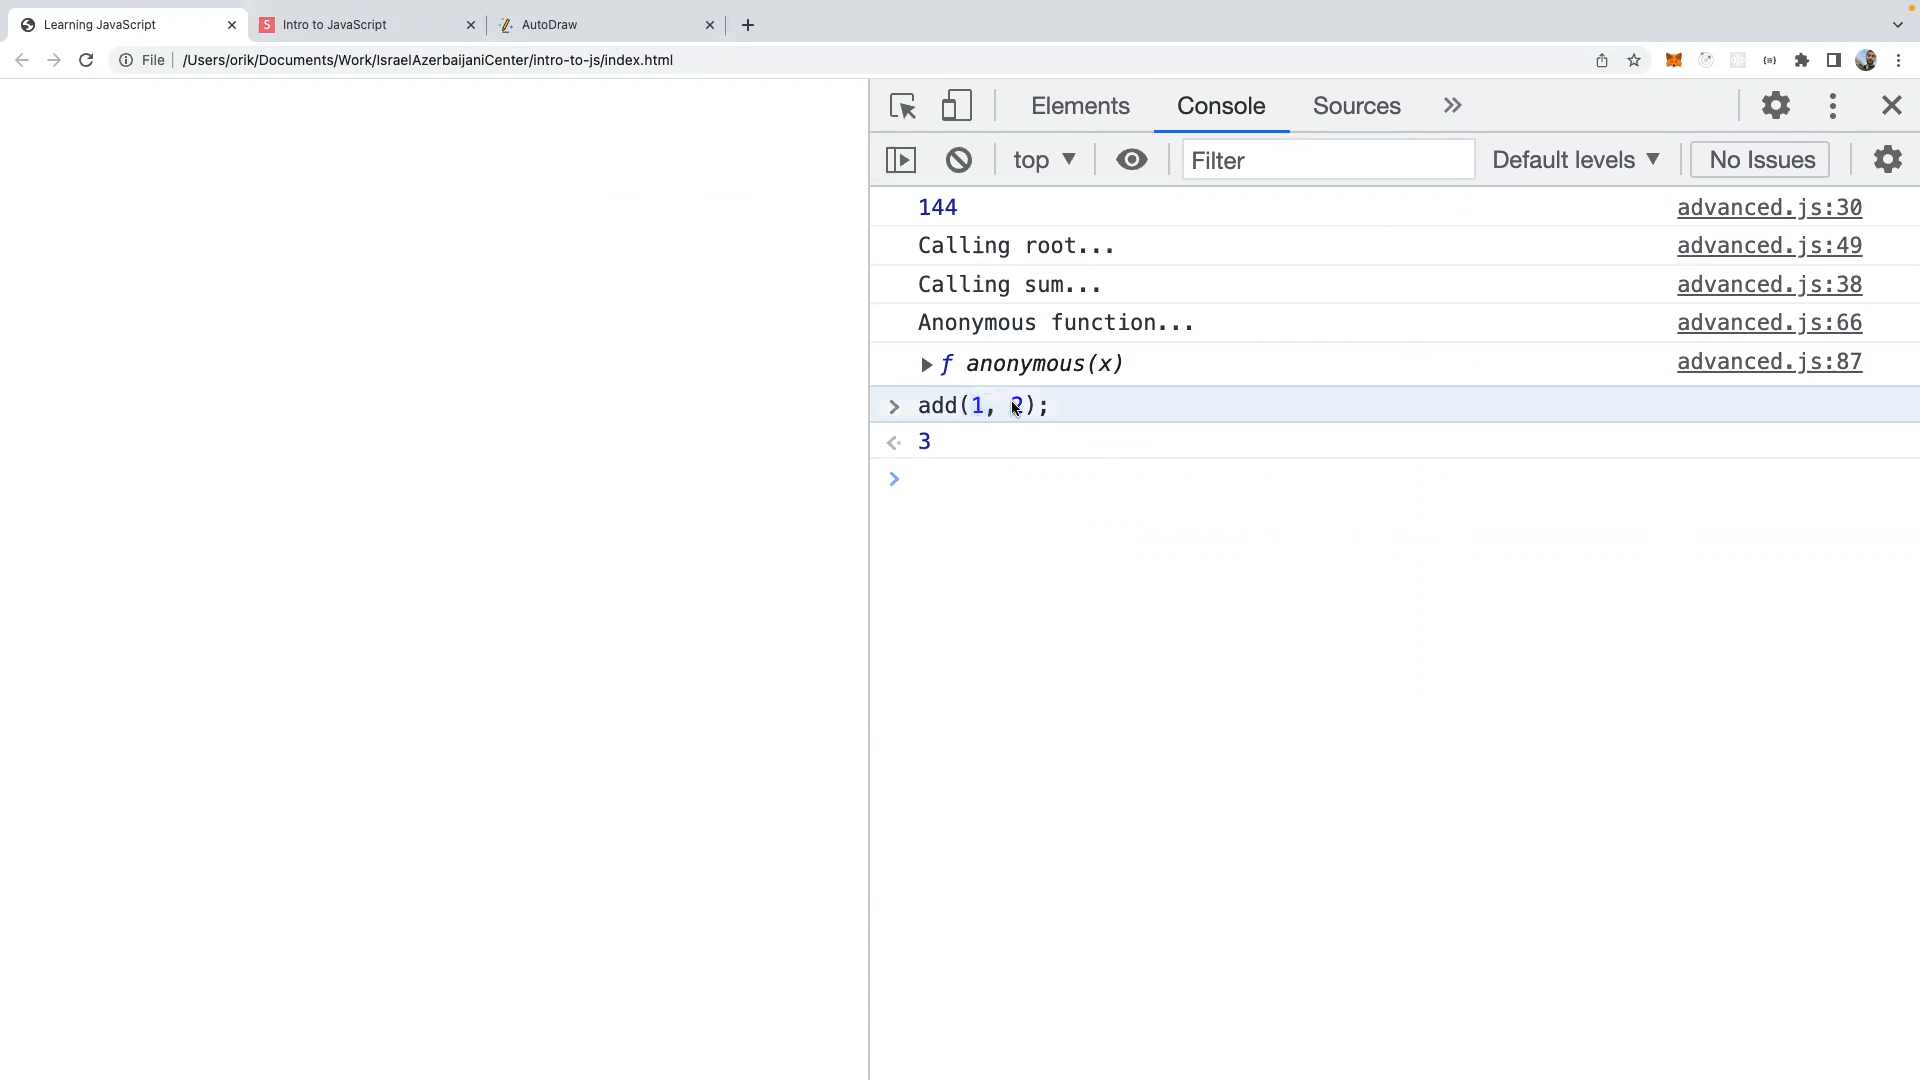 Learning JavaScript
S Intro to JavaScript
AutoDraw
File /Users/orik/Documents/Work/IsraelAzerbaijaniCenter/intro-to-js/index.html
Elements Console Sources
top Filter Default levels No Issues
144 advanced.js:30
Calling root... advanced.js:49
Calling sum... advanced.js:38
Anonymous function... advanced.js:66
ƒ anonymous(x) advanced.js:87
> add(1, 2);
3
>